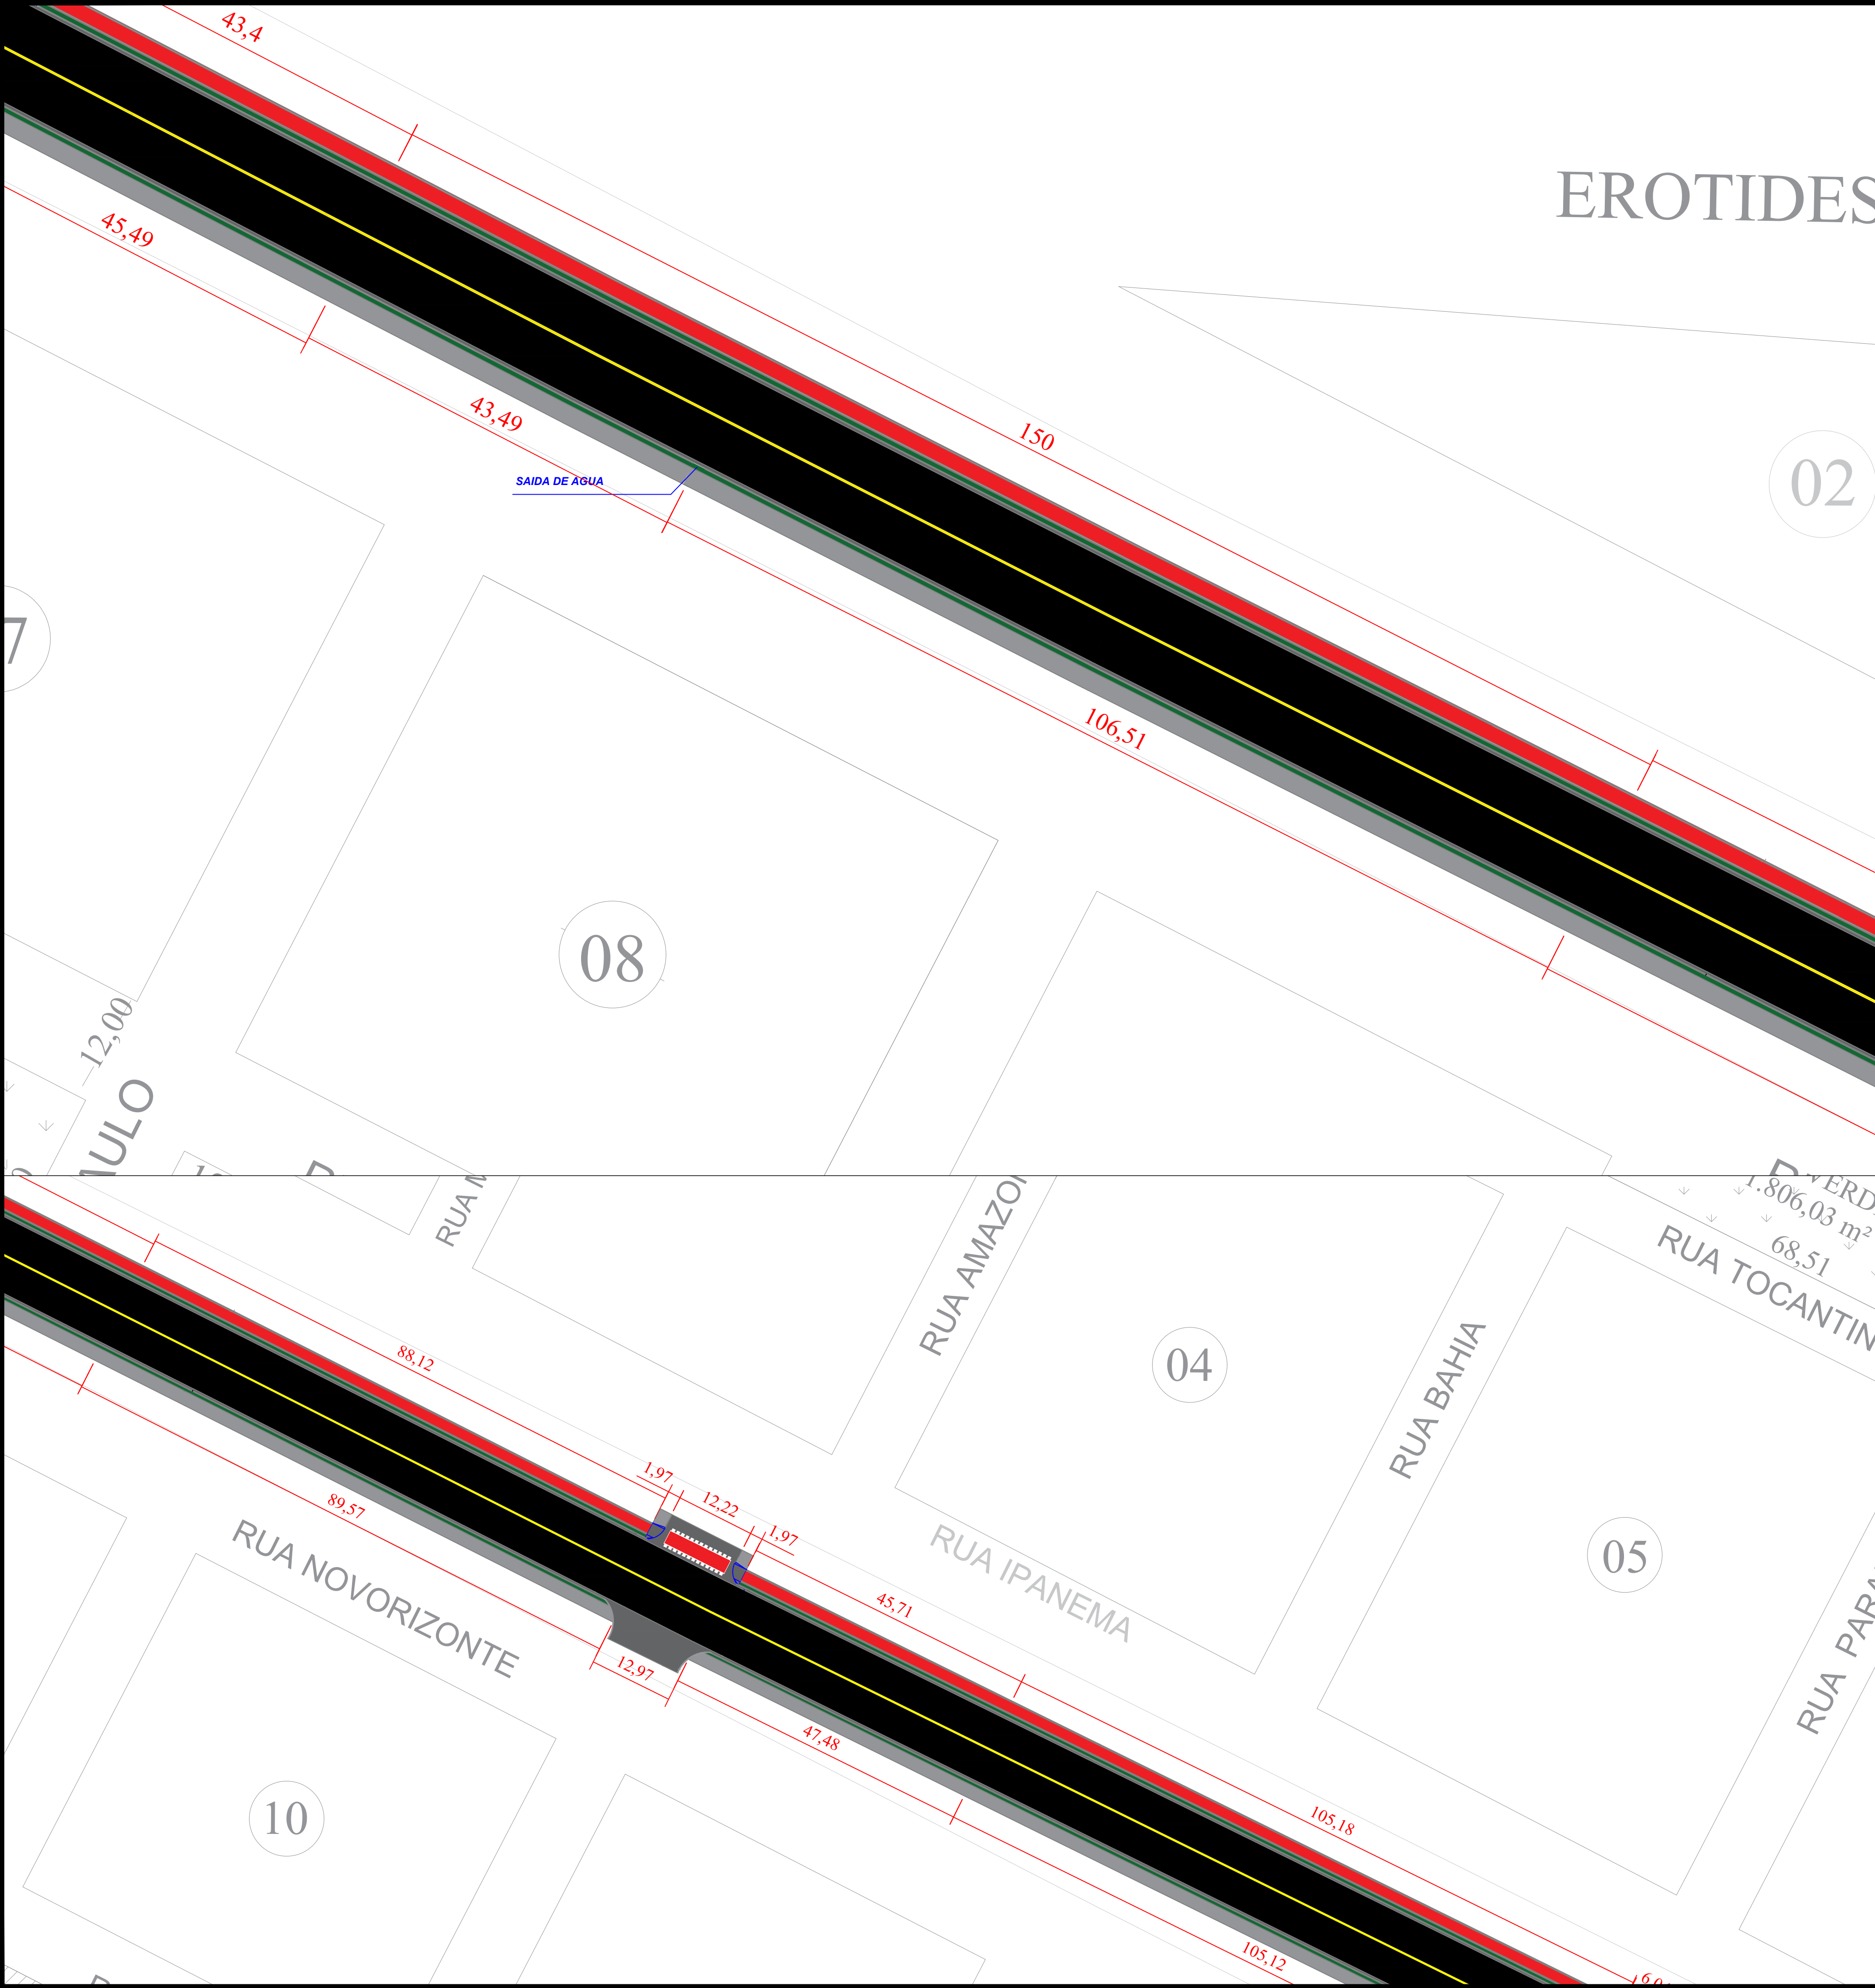 43,4
EROTIDES
45,49
43,49
150
SAIDA DE AGUA
02
7
106,51
08
12,00
RUA AMAZO
1.806,03 m²
68,51
RUA TOCANTIN
88,12
04
RUA BAHIA
1,97
12,22
1,97
89,57
RUA NOVORIZONTE
RUA IPANEMA
05
45,71
12,97
RUA PAR
47,48
10
105,18
105,12